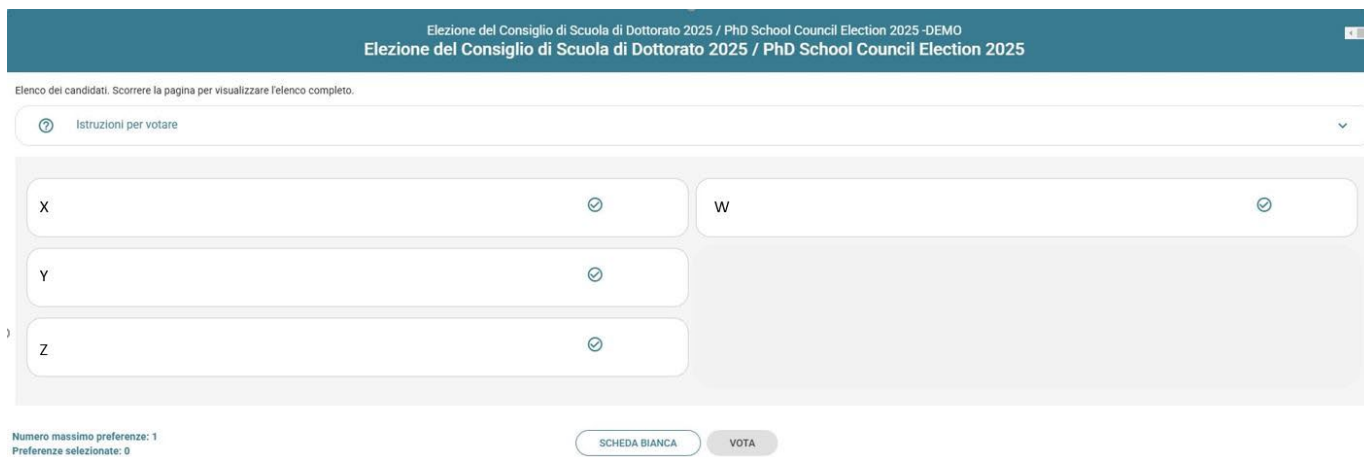 Elezione del Consiglio di Scuola di Dottorato 2025 / PhD School Council Election 2025 -DEMO
Elezione del Consiglio di Scuola di Dottorato 2025 / PhD School Council Election 2025
Elenco dei candidati. Scorrere la pagina per visualizzare l'elenco completo.
Istruzioni per votare
X
W
Y
Z
Numero massimo preferenze: 1
Preferenze selezionate: 0
SCHEDA BIANCA
VOTA